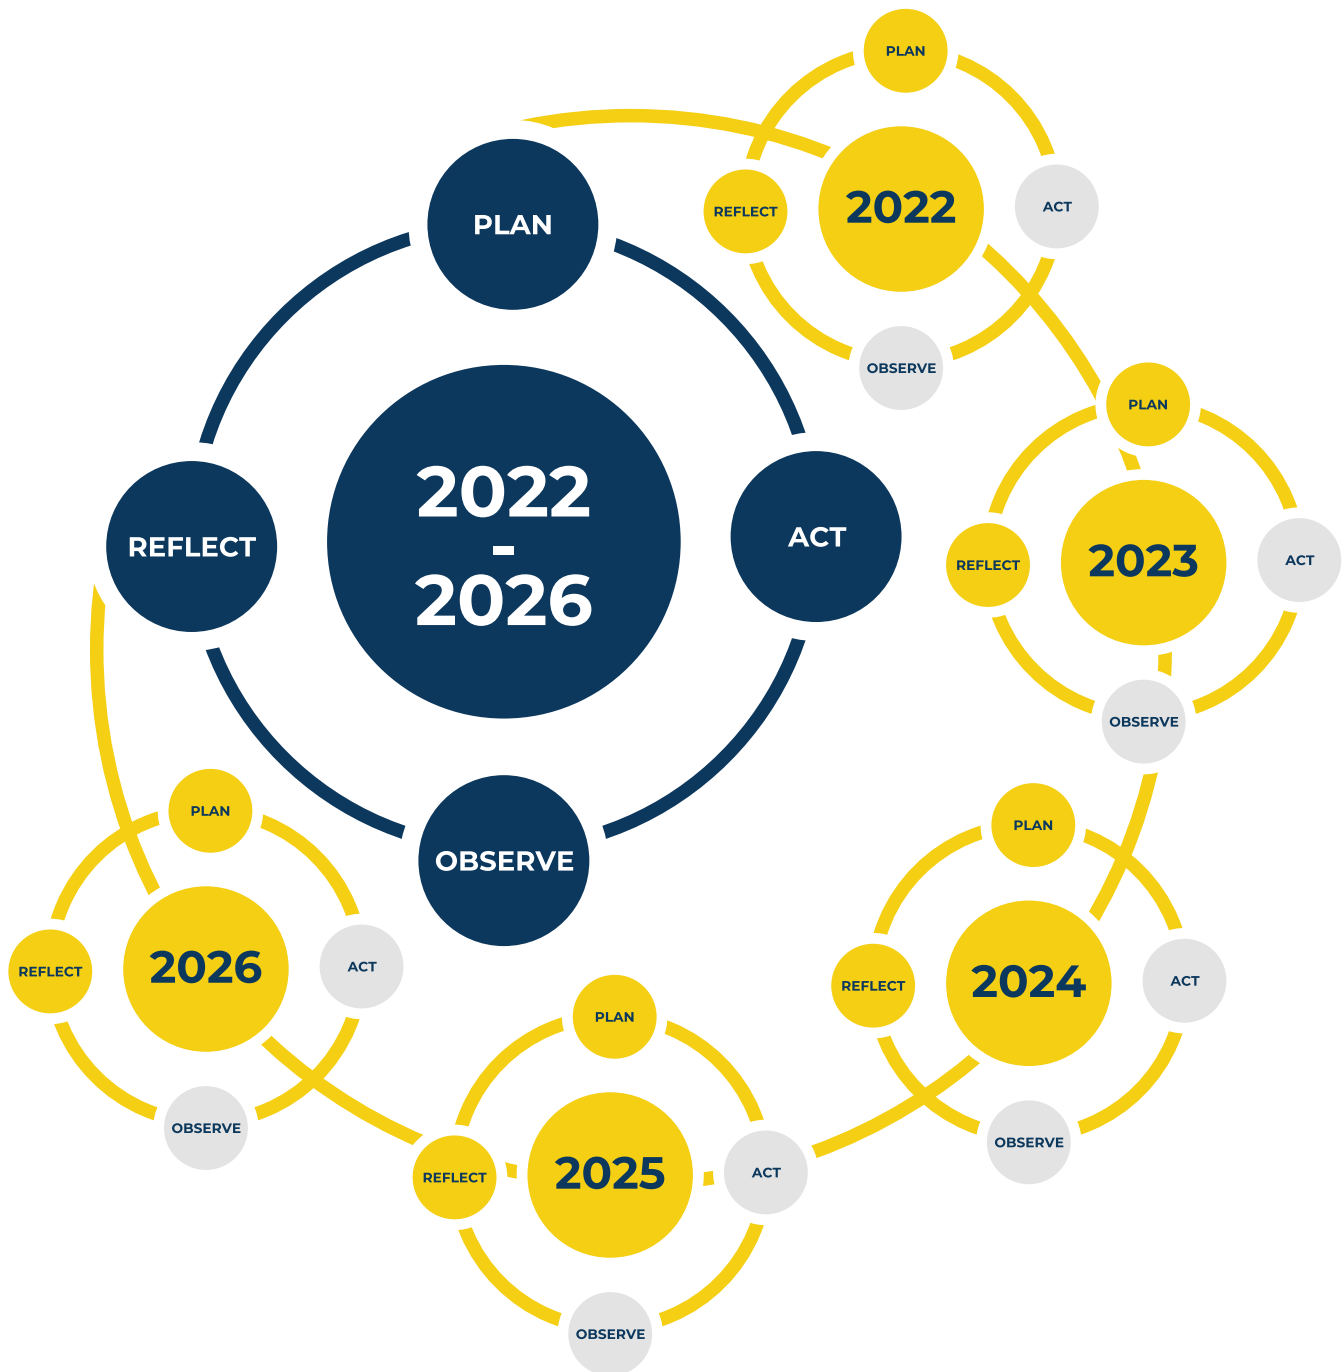 PLAN
ACT
OBSERVE
REFLECT
2022
-
2026
PLAN
ACT
OBSERVE
REFLECT
2022
PLAN
ACT
OBSERVE
REFLECT
2023
PLAN
ACT
OBSERVE
REFLECT
2024
PLAN
ACT
OBSERVE
REFLECT
2025
PLAN
ACT
OBSERVE
REFLECT
2026